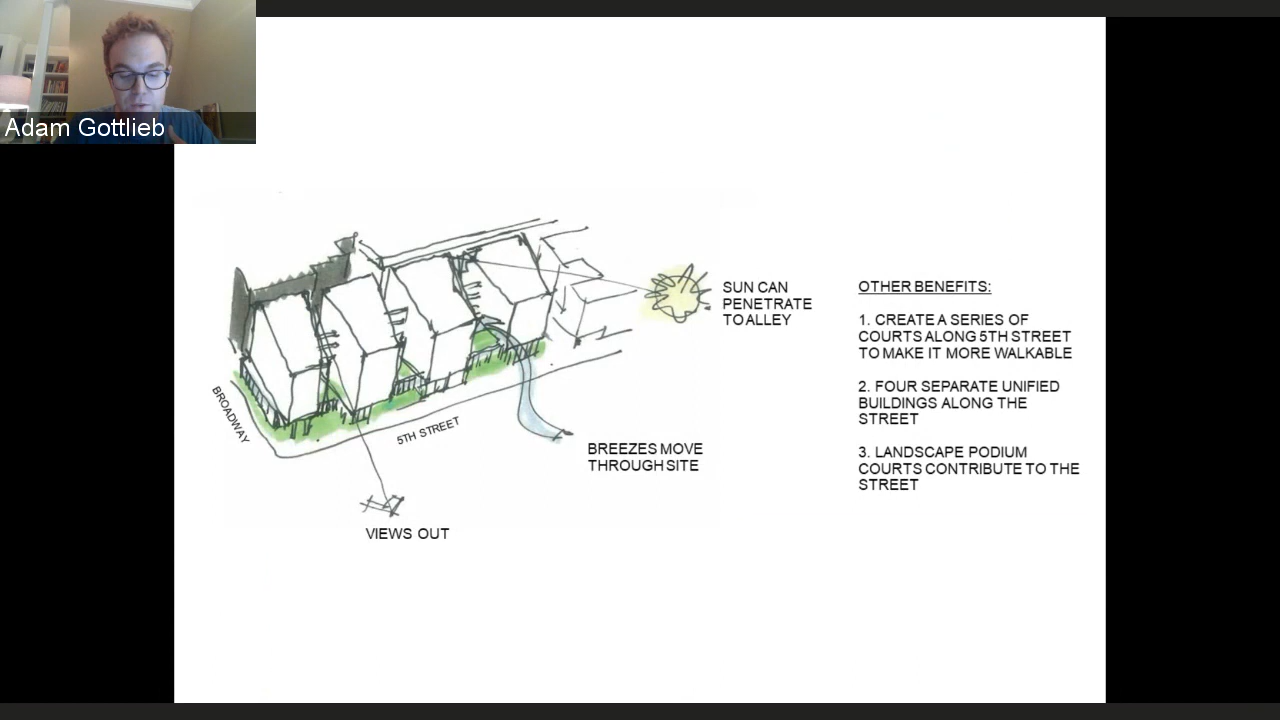 Adam Gottlieb
SUN CAN
PENETRATE
TO ALLEY
BROADWAY
5TH STREET
BREEZES MOVE
THROUGH SITE
VIEWS OUT
OTHER BENEFITS:
1. CREATE A SERIES OF
COURTS ALONG 5TH STREET
TO MAKE IT MORE WALKABLE
2. FOUR SEPARATE UNIFIED
BUILDINGS ALONG THE
STREET
3. LANDSCAPE PODIUM
COURTS CONTRIBUTE TO THE
STREET